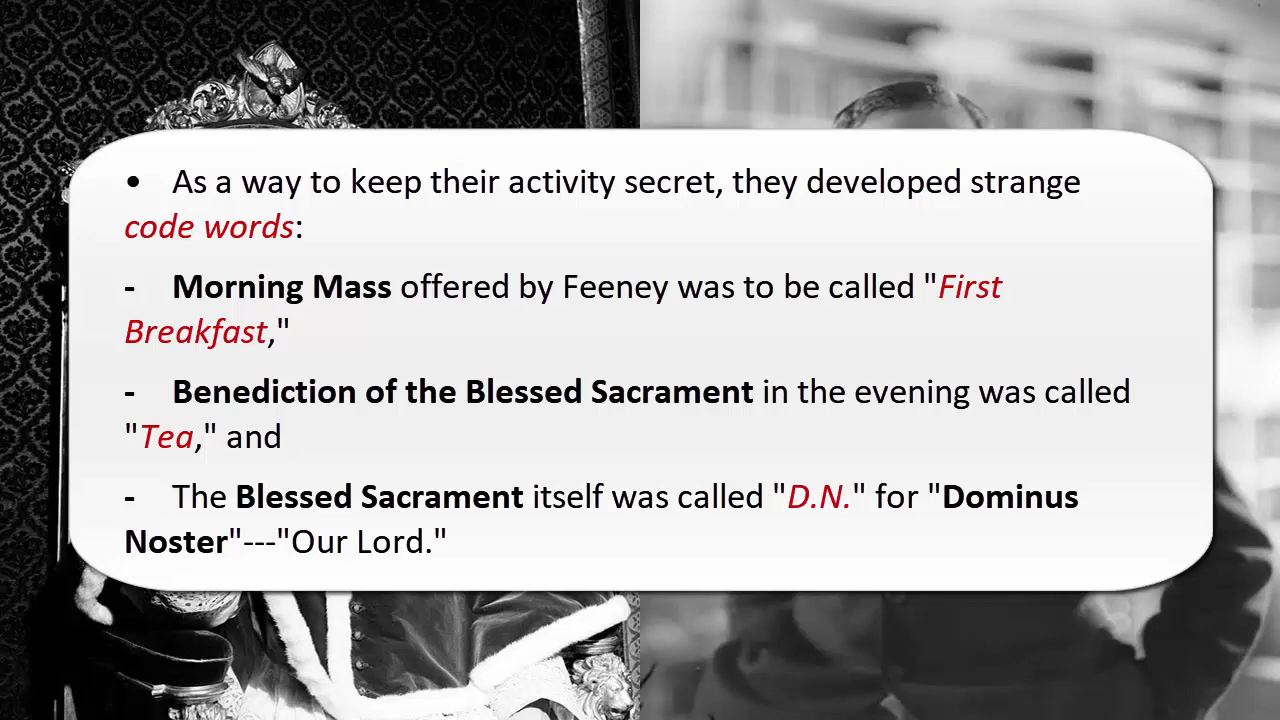 • As a way to keep their activity secret, they developed strange
code words:
- Morning Mass offered by Feeney was to be called "First
Breakfast,"
- Benediction of the Blessed Sacrament in the evening was called
"Tea," and
- The Blessed Sacrament itself was called "D.N." for "Dominus
Noster"---"Our Lord."